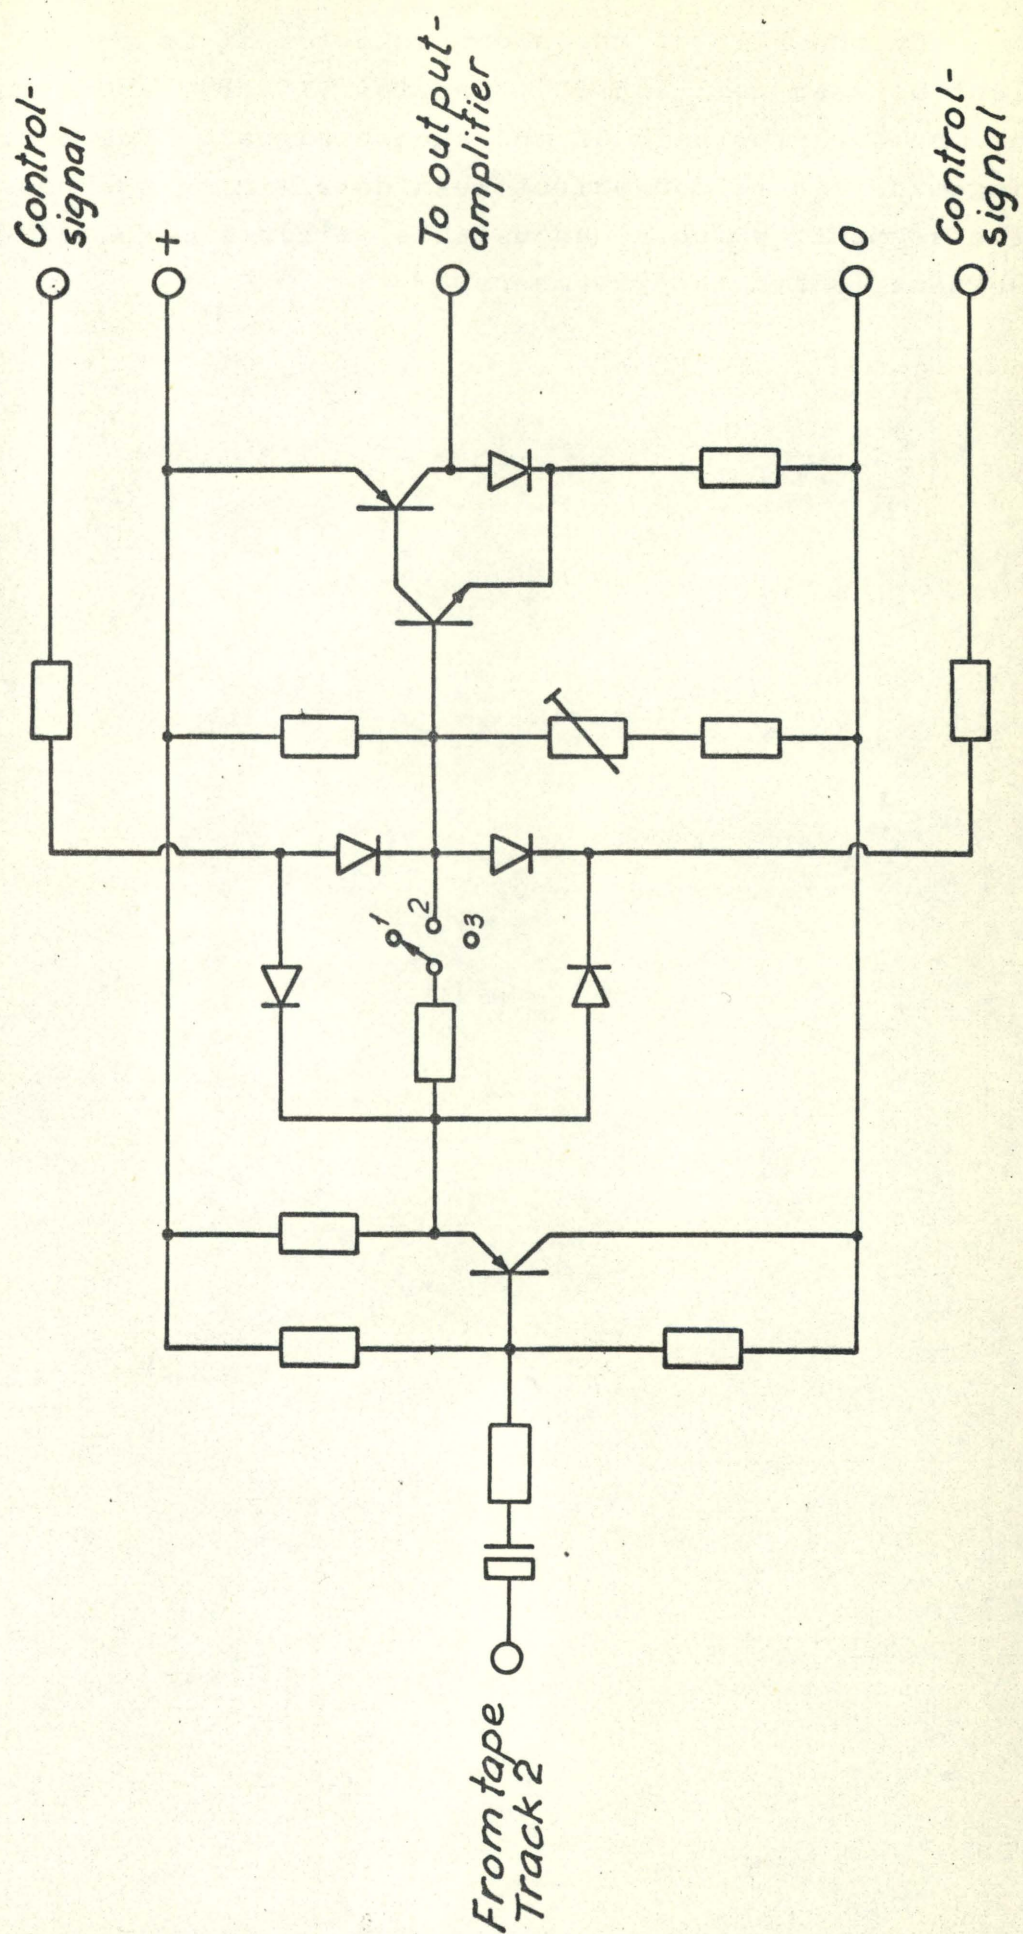 Control-
signal
+
To output-
amplifier
0
Control-
signal
1
2
3
From tape
Track 2